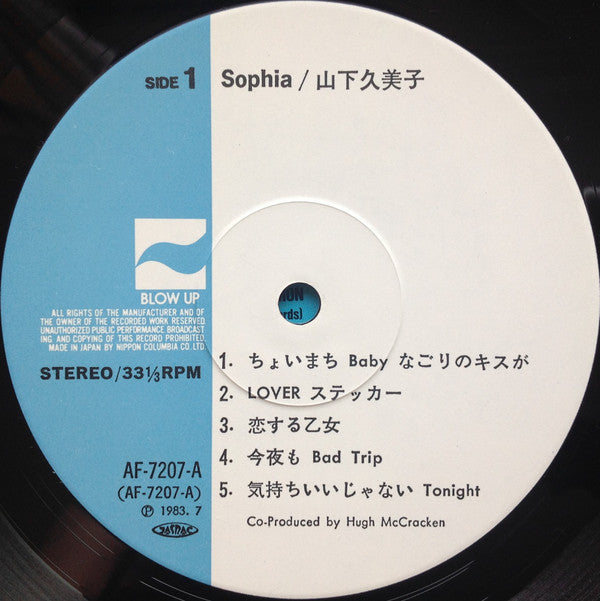 SIDE 1
Sophia / 山下久美子
BLOW UP
ALL RIGHTS OF THE MANUFACTURER AND OF
THE OWNER OF THE RECORDED WORK RESERVED
UNAUTHORIZED PUBLIC PERFORMANCE BROADCAST
ING AND COPYING OF THIS RECORD PROHIBITED.
MADE IN JAPAN BY NIPPON COLUMBIA CO. LTD.
STEREO/33 1/3 RPM
AF-7207-A
(AF-7207-A)
Ⓟ 1983. 7
1. ちょいまち Baby なごりのキスが
2. LOVER ステッカー
3. 恋する乙女
4. 今夜も Bad Trip
5. 気持ちいいじゃない Tonight
Co-Produced by Hugh McCracken